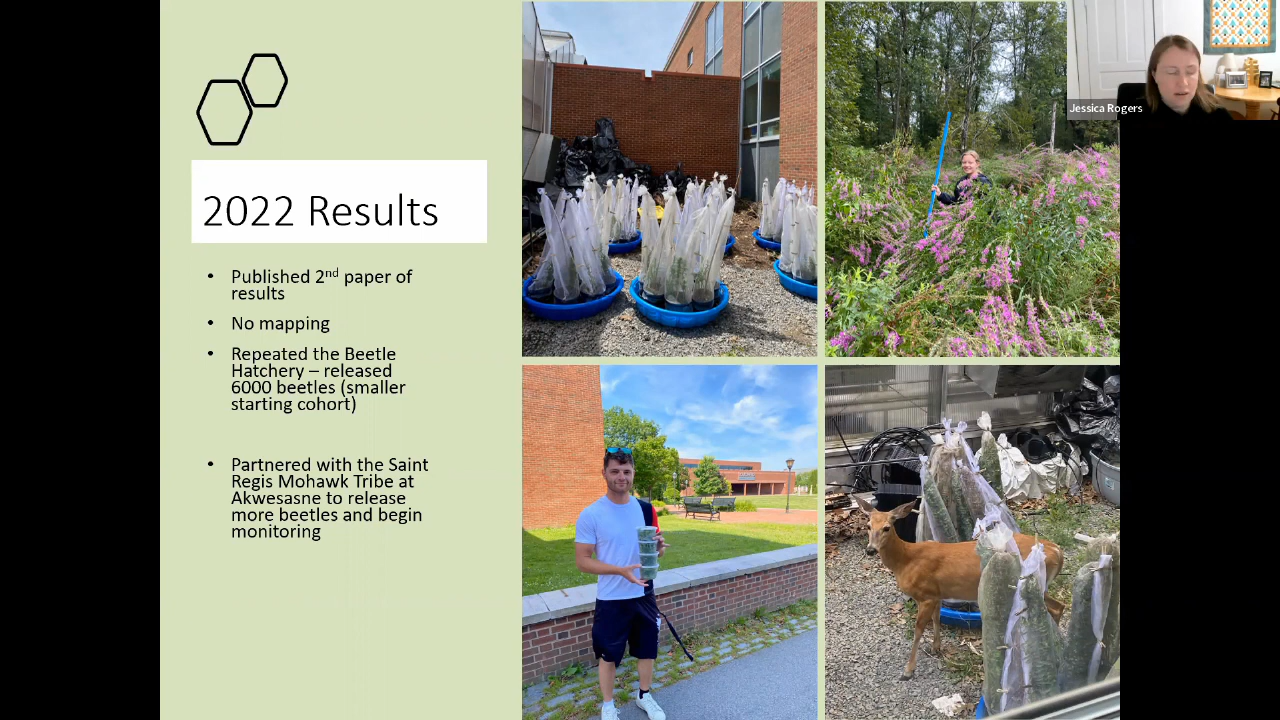 2022 Results
• Published 2nd paper of
results
• No mapping
• Repeated the Beetle
Hatchery – released
6000 beetles (smaller
starting cohort)
• Partnered with the Saint
Regis Mohawk Tribe at
Akwesasne to release
more beetles and begin
monitoring
Jessica Rogers